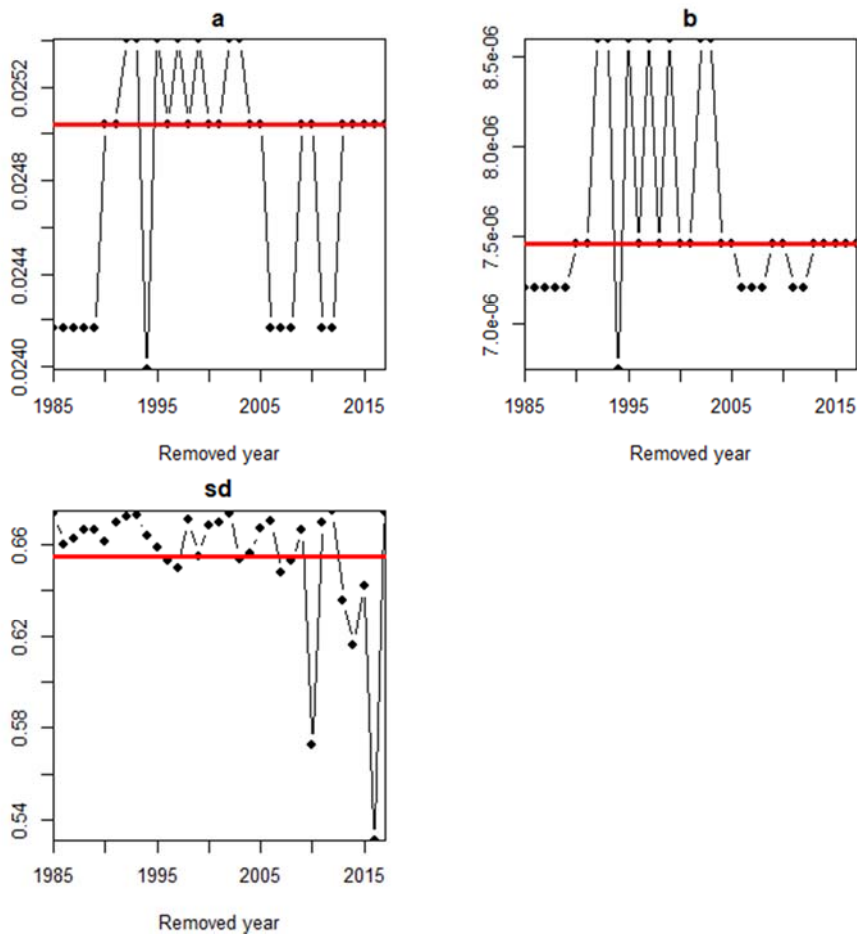 a
0.0252
0.0248
0.0244
0.0240
1985 1995 2005 2015
Removed year
b
8.5e-06
8.0e-06
7.5e-06
7.0e-06
1985 1995 2005 2015
Removed year
sd
0.66
0.62
0.58
0.54
1985 1995 2005 2015
Removed year